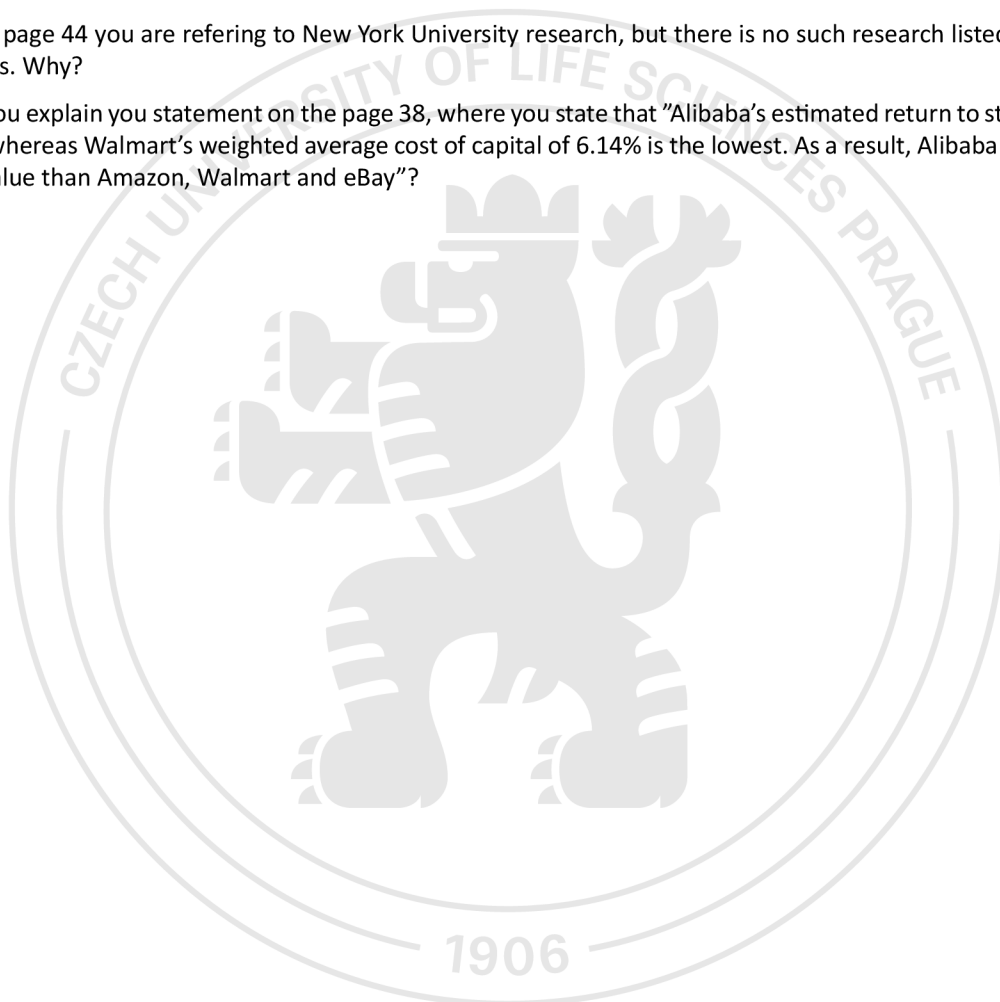 page 44 you are refering to New York University research, but there is no such research listed
s. Why?
ou explain you statement on the page 38, where you state that ”Alibaba’s estimated return to st
whereas Walmart’s weighted average cost of capital of 6.14% is the lowest. As a result, Alibaba
lue than Amazon, Walmart and eBay”?
CZECH UNIVERSITY OF LIFE SCIENCES PRAGUE
1906